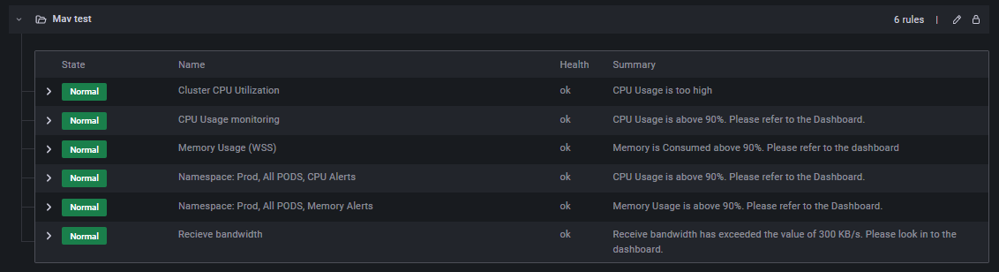 Mav test 6 rules
State Name Health Summary
Normal Cluster CPU Utilization ok CPU Usage is too high
Normal CPU Usage monitoring ok CPU Usage is above 90%. Please refer to the Dashboard.
Normal Memory Usage (WSS) ok Memory is Consumed above 90%. Please refer to the dashboard
Normal Namespace: Prod, All PODS, CPU Alerts ok CPU Usage is above 90%. Please refer to the Dashboard.
Normal Namespace: Prod, All PODS, Memory Alerts ok Memory Usage is above 90%. Please refer to the Dashboard.
Normal Recieve bandwidth ok Receive bandwidth has exceeded the value of 300 KB/s. Please look in to the
dashboard.